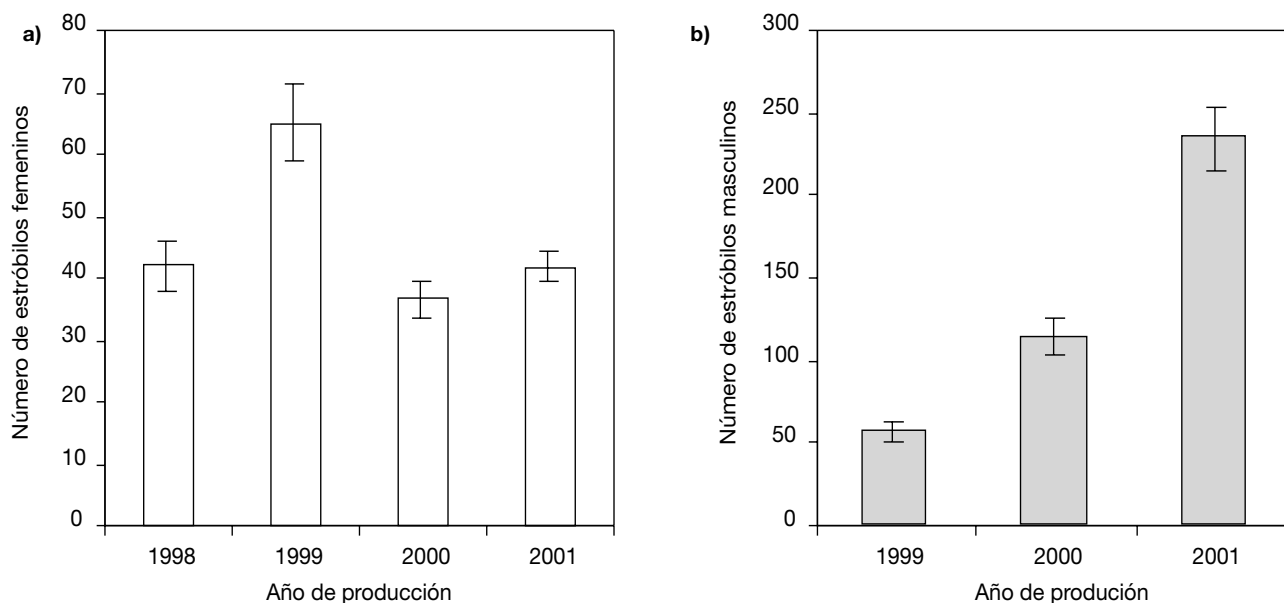 a)
Número de estróbilos femeninos
80
70
60
50
40
30
20
10
0
1998 1999 2000 2001
Año de producción
b)
Número de estróbilos masculinos
300
250
200
150
100
50
0
1999 2000 2001
Año de produción